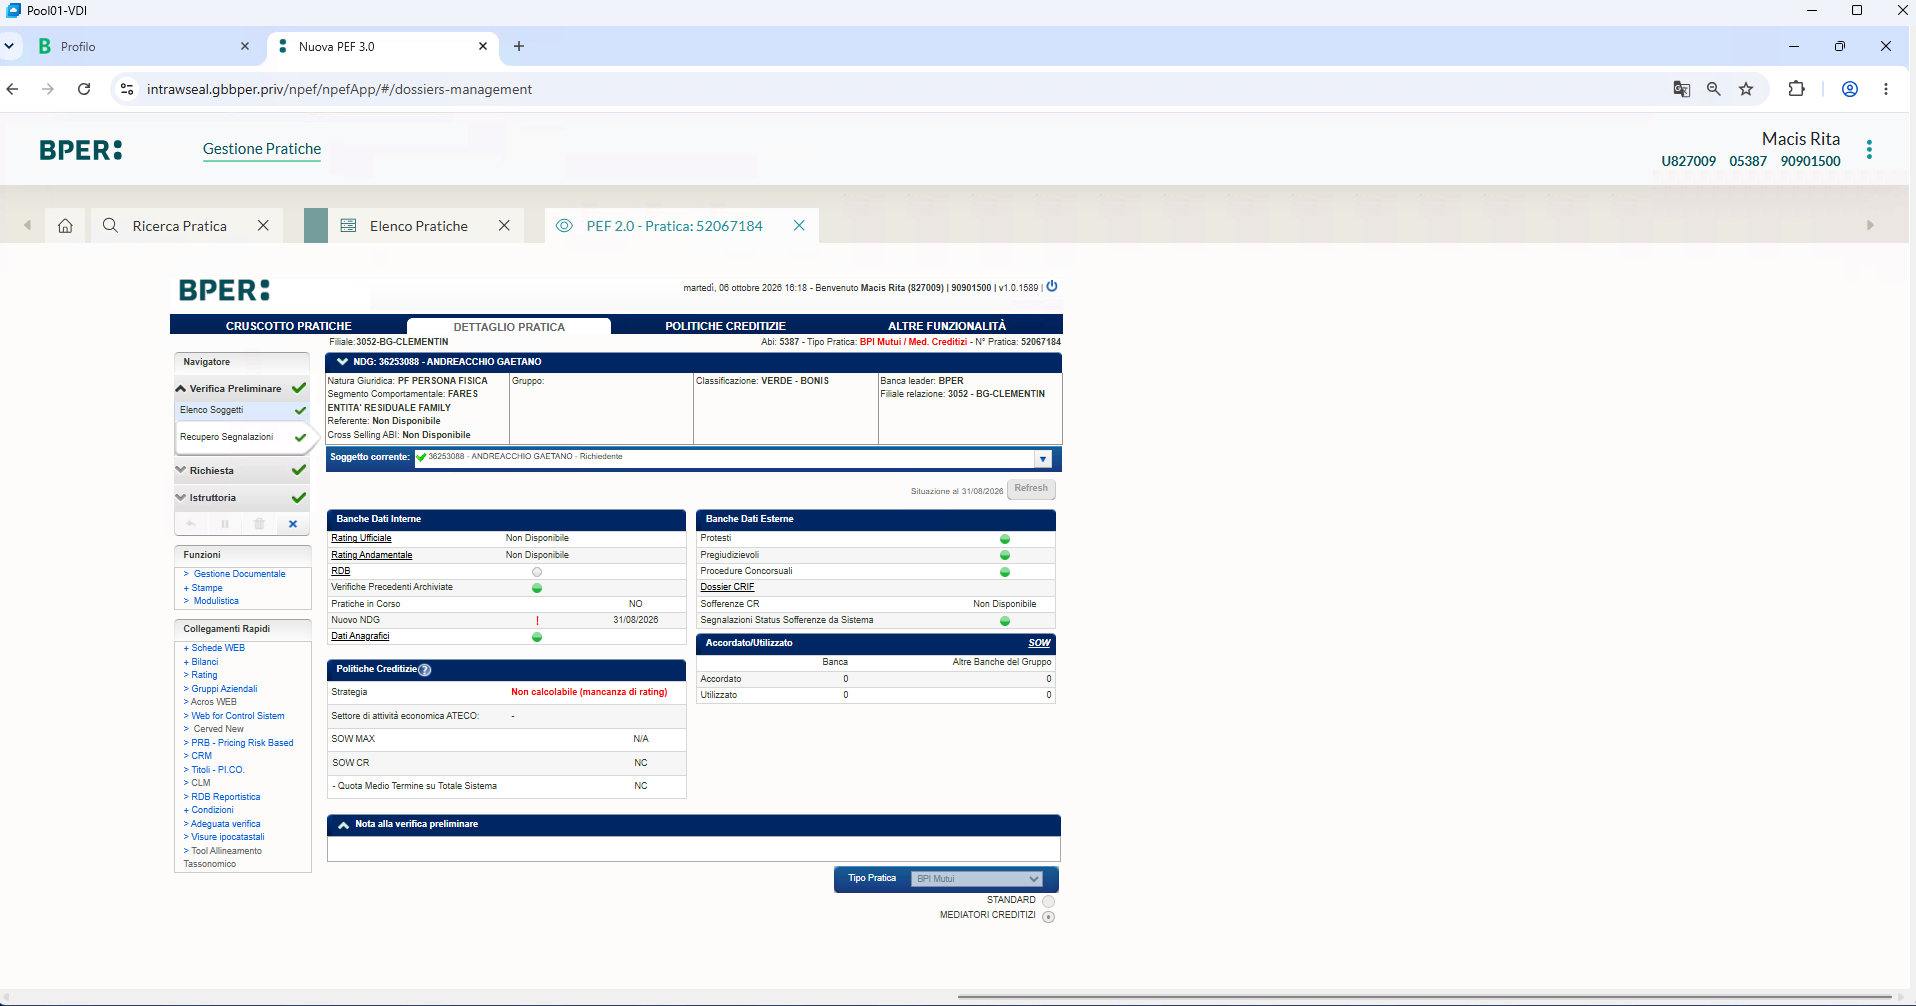 Pool01-VDI
Profilo
Nuova PEF 3.0
intrawseal.gbbper.priv/npef/npefApp/#/dossiers-management
BPER:
Gestione Pratiche
Macis Rita
U827009 05387 90901500
Ricerca Pratica
Elenco Pratiche
PEF 2.0 - Pratica: 52067184
BPER:
martedì, 06 ottobre 2026 16:18 - Benvenuto Macis Rita (827009) | 90901500 | v1.0.1589 |
CRUSCOTTO PRATICHE
DETTAGLIO PRATICA
POLITICHE CREDITIZIE
ALTRE FUNZIONALITÀ
Filiale:3052-BG-CLEMENTIN
Abi: 5387 - Tipo Pratica: BPI Mutui / Med. Creditizi - N° Pratica: 52067184
Navigatore
Verifica Preliminare
Elenco Soggetti
Recupero Segnalazioni
Richiesta
Istruttoria
Funzioni
> Gestione Documentale
+ Stampe
> Modulistica
Collegamenti Rapidi
+ Schede WEB
+ Bilanci
> Rating
> Gruppi Aziendali
> Acros WEB
> Web for Control Sistem
> Cerved New
> PRB - Pricing Risk Based
> CRM
> Titoli - PI.CO.
> CLM
> RDB Reportistica
+ Condizioni
> Adeguata verifica
> Visure ipocatastali
> Tool Allineamento
Tassonomico
NDG: 36253088 - ANDREACCHIO GAETANO
Natura Giuridica: PF PERSONA FISICA
Segmento Comportamentale: FARES
ENTITA' RESIDUALE FAMILY
Referente: Non Disponibile
Cross Selling ABI: Non Disponibile
Gruppo:
Classificazione: VERDE - BONIS
Banca leader: BPER
Filiale relazione: 3052 - BG-CLEMENTIN
Soggetto corrente: 36253088 - ANDREACCHIO GAETANO - Richiedente
Situazione al 31/08/2026 Refresh
Banche Dati Interne
Rating Ufficiale Non Disponibile
Rating Andamentale Non Disponibile
RDB
Verifiche Precedenti Archiviate
Pratiche in Corso NO
Nuovo NDG ! 31/08/2026
Dati Anagrafici
Politiche Creditizie ?
Strategia Non calcolabile (mancanza di rating)
Settore di attività economica ATECO: -
SOW MAX N/A
SOW CR NC
- Quota Medio Termine su Totale Sistema NC
Banche Dati Esterne
Protesti
Pregiudizievoli
Procedure Concorsuali
Dossier CRIF
Sofferenze CR Non Disponibile
Segnalazioni Status Sofferenze da Sistema
Accordato/Utilizzato SOW
Banca Altre Banche del Gruppo
Accordato 0 0
Utilizzato 0 0
Nota alla verifica preliminare
Tipo Pratica BPI Mutui
STANDARD
MEDIATORI CREDITIZI